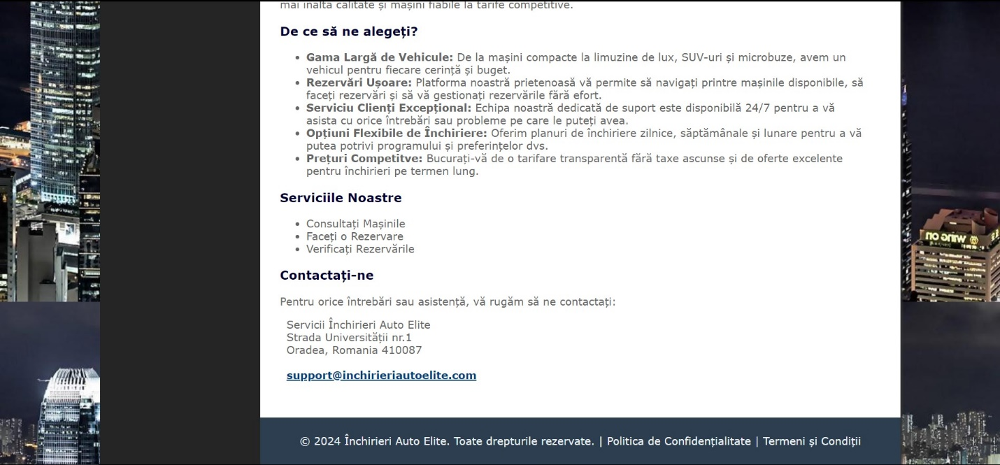 mai înaltă calitate și mașini fiabile la tarife competitive.
De ce să ne alegeți?
Gama Largă de Vehicule: De la mașini compacte la limuzine de lux, SUV-uri și microbuze, avem un
vehicul pentru fiecare cerință și buget.
Rezervări Ușoare: Platforma noastră prietenoasă vă permite să navigați printre mașinile disponibile, să
faceți rezervări și să vă gestionați rezervările fără efort.
Serviciu Clienți Excepțional: Echipa noastră dedicată de suport este disponibilă 24/7 pentru a vă
asista cu orice întrebări sau probleme pe care le puteți avea.
Opțiuni Flexibile de Închiriere: Oferim planuri de închiriere zilnice, săptămânale și lunare pentru a vă
putea potrivi programului și preferințelor dvs.
Prețuri Competitve: Bucurați-vă de o tarifare transparentă fără taxe ascunse și de oferte excelente
pentru închirieri pe termen lung.
Serviciile Noastre
Consultați Mașinile
Faceți o Rezervare
Verificați Rezervările
Contactați-ne
Pentru orice întrebări sau asistență, vă rugăm să ne contactați:
Servicii Închirieri Auto Elite
Strada Universității nr.1
Oradea, Romania 410087
support@inchirieriautoelite.com
© 2024 Închirieri Auto Elite. Toate drepturile rezervate. | Politica de Confidențialitate | Termeni și Condiții
WING ON